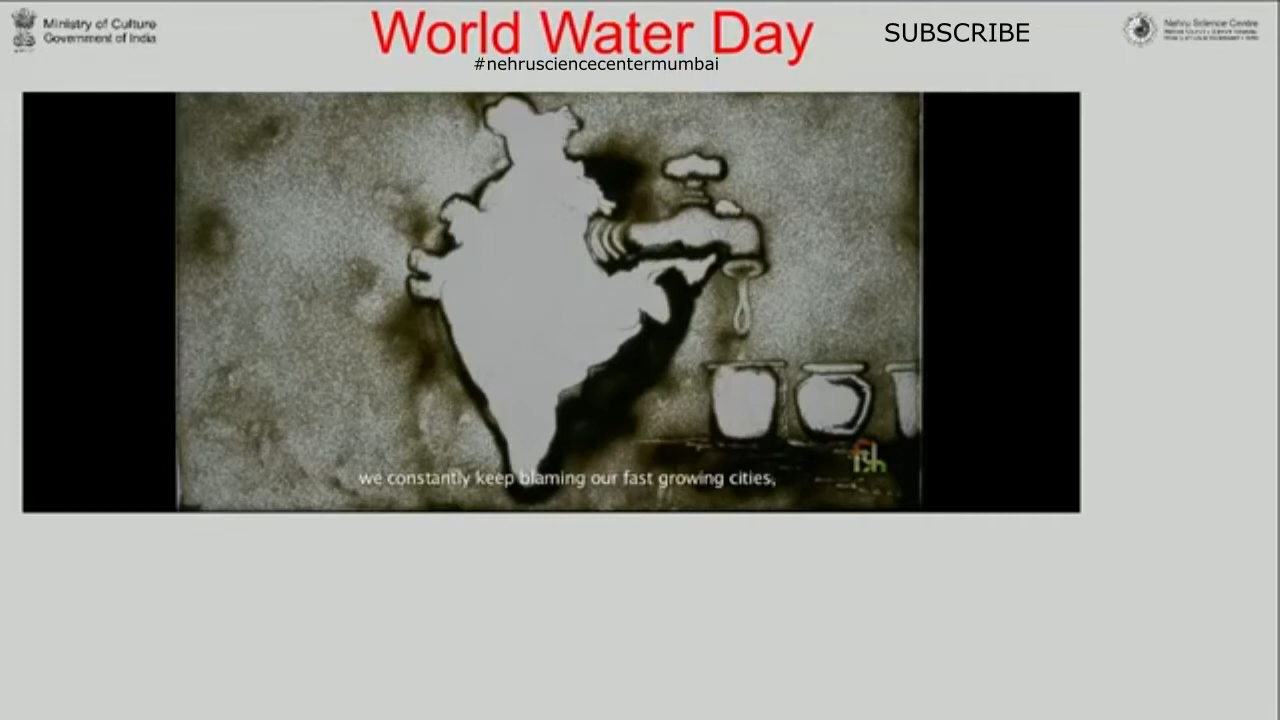 Ministry of Culture
Government of India
World Water Day
#nehrusciencecentermumbai
SUBSCRIBE
Nehru Science Centre
we constantly keep blaming our fast growing cities,